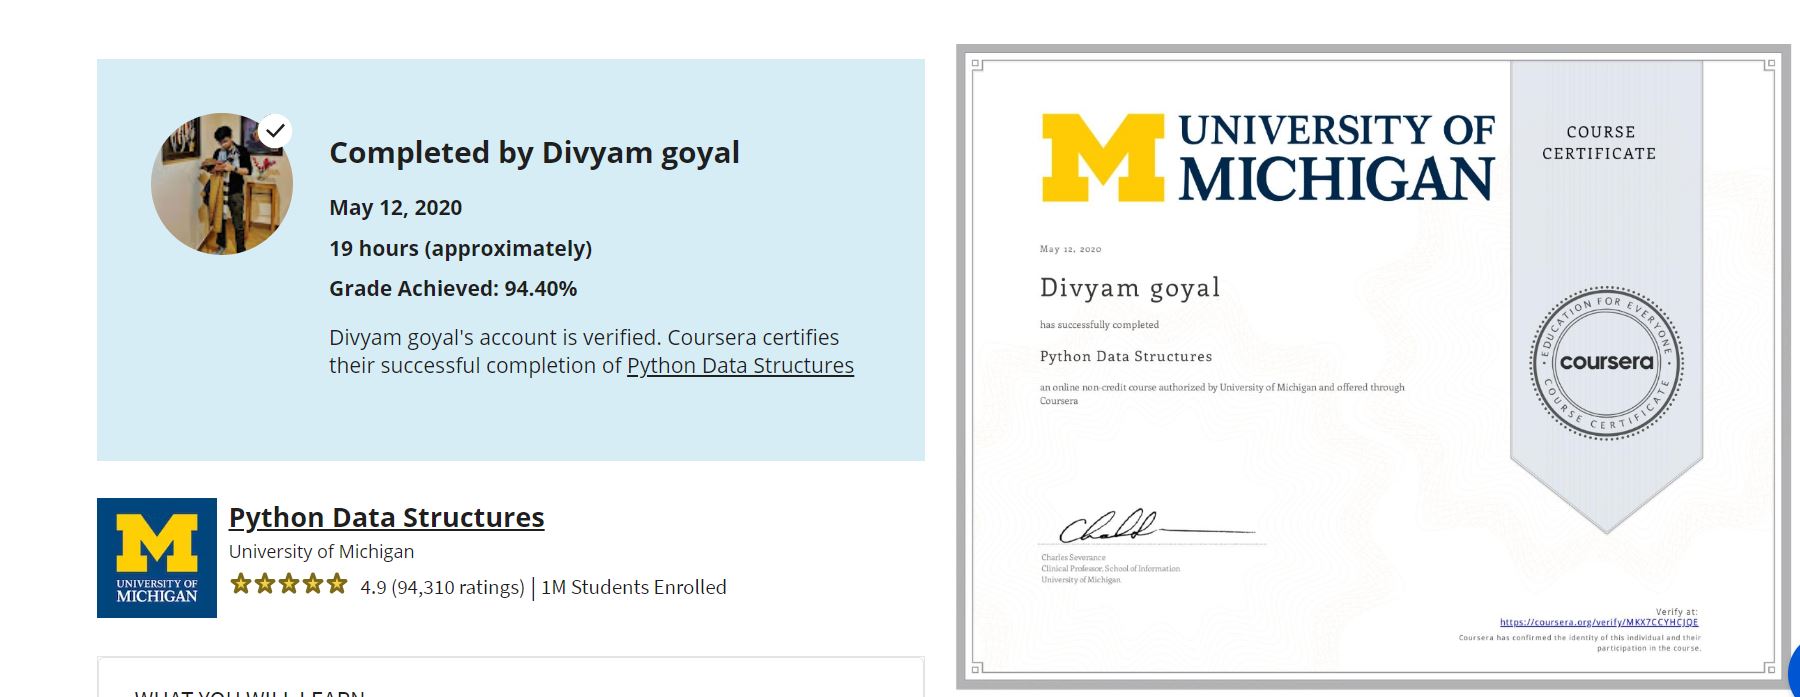 Completed by Divyam goyal
May 12, 2020
19 hours (approximately)
Grade Achieved: 94.40%
Divyam goyal's account is verified. Coursera certifies
their successful completion of Python Data Structures
M
UNIVERSITY OF
MICHIGAN
Python Data Structures
University of Michigan
4.9 (94,310 ratings) | 1M Students Enrolled
WHAT YOU WILL LEARN
M
UNIVERSITY OF
MICHIGAN
COURSE
CERTIFICATE
May 12, 2020
Divyam goyal
has successfully completed
Python Data Structures
an online non-credit course authorized by University of Michigan and offered through
Coursera
EDUCATION FOR EVERYONE
coursera
COURSE CERTIFICATE
Charles Severance
Clinical Professor, School of Information
University of Michigan
Verify at:
https://coursera.org/verify/MKX7CCYHCJQE
Coursera has confirmed the identity of this individual and their
participation in the course.